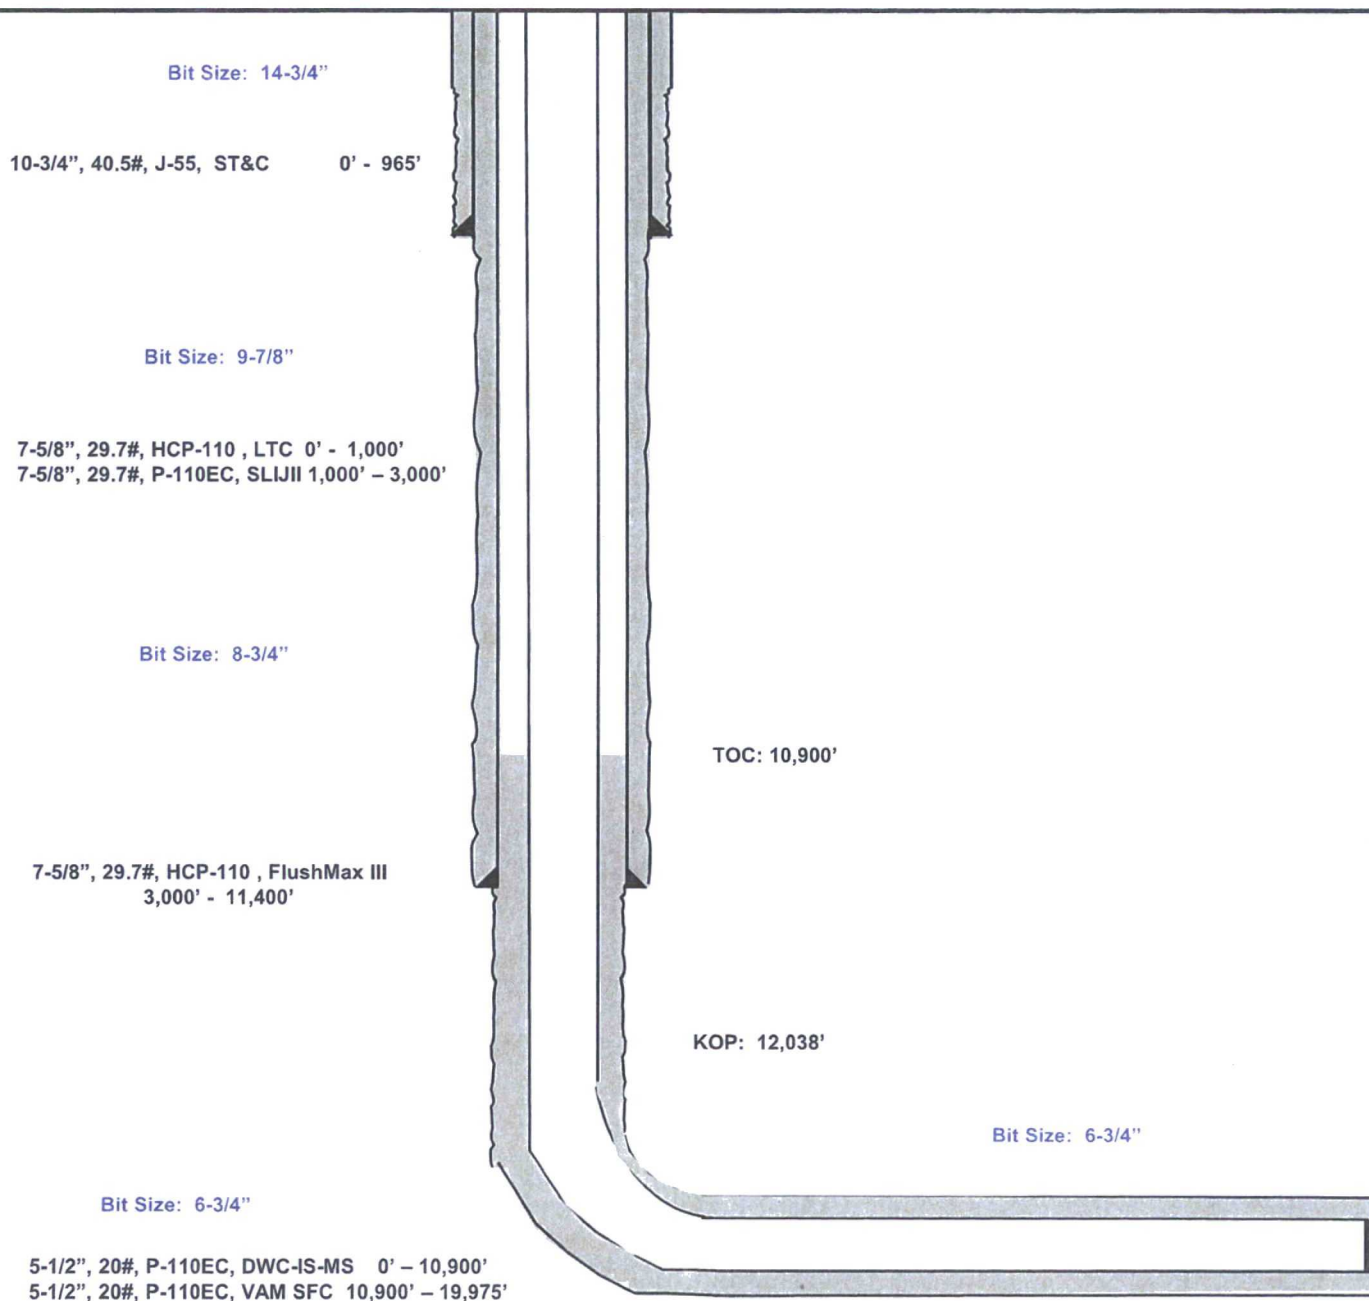 Bit Size: 14-3/4”
10-3/4”, 40.5#, J-55, ST&C 0’ - 965’
Bit Size: 9-7/8”
7-5/8”, 29.7#, HCP-110 , LTC 0’ - 1,000’
7-5/8”, 29.7#, P-110EC, SLIJII 1,000’ – 3,000’
Bit Size: 8-3/4”
TOC: 10,900’
7-5/8”, 29.7#, HCP-110 , FlushMax III
3,000’ - 11,400’
KOP: 12,038’
Bit Size: 6-3/4”
Bit Size: 6-3/4”
5-1/2”, 20#, P-110EC, DWC-IS-MS 0’ – 10,900’
5-1/2”, 20#, P-110EC, VAM SFC 10,900’ – 19,975’